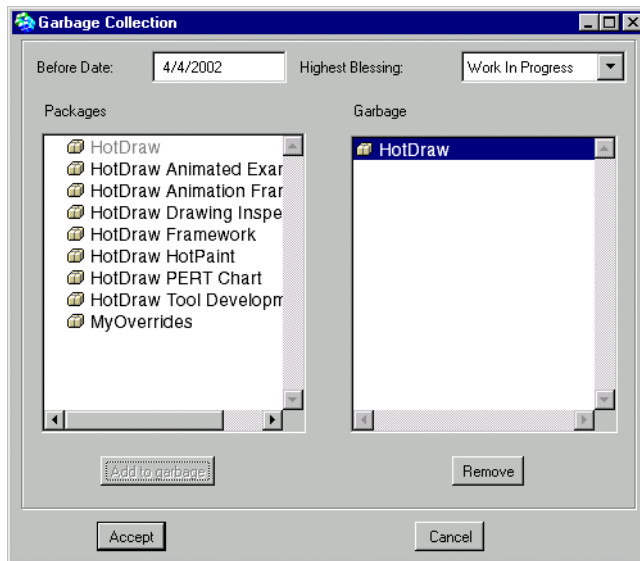 Garbage Collection
Before Date: 4/4/2002 Highest Blessing: Work In Progress
Packages Garbage
HotDraw
HotDraw Animated Exar
HotDraw Animation Frar
HotDraw Drawing Inspe
HotDraw Framework
HotDraw HotPaint
HotDraw PERT Chart
HotDraw Tool Developm
MyOverrides
HotDraw
Add to garbage Remove
Accept Cancel